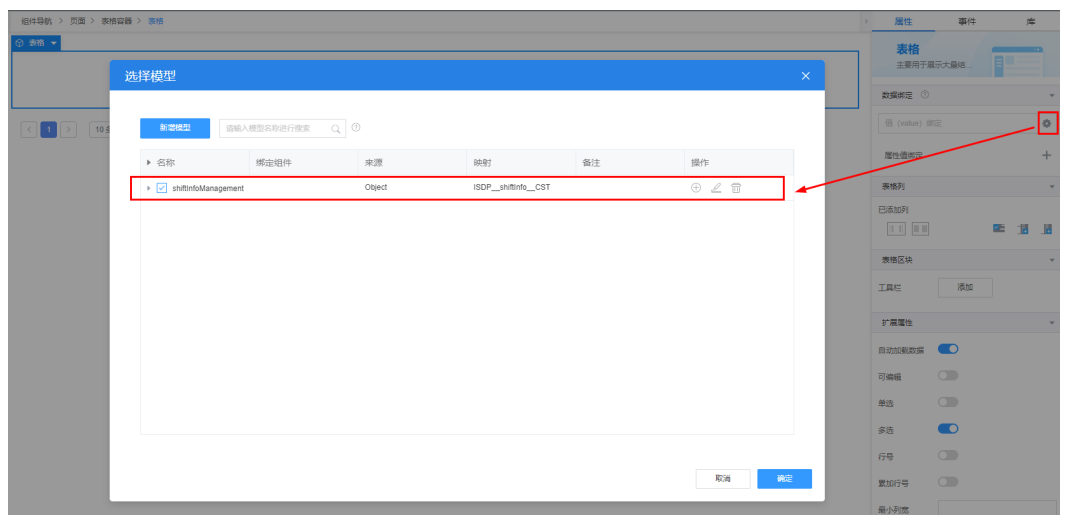 组件导航 > 页面 > 表格容器 > 表格
属性 事件 库
表格
表格
主要用于展示大量结...
选择模型
数据绑定
值 (value) 绑定
新增模型 请输入模型名称进行搜索
1 10
属性值绑定
名称 绑定组件 来源 映射 备注 操作
shiftInfoManagement Object ISDP__shiftInfo__CST
表格列
已添加列
表格区块
工具栏 添加
扩展属性
自动加载数据
可编辑
单选
多选
行号
累加行号
取消 确定
最小列宽